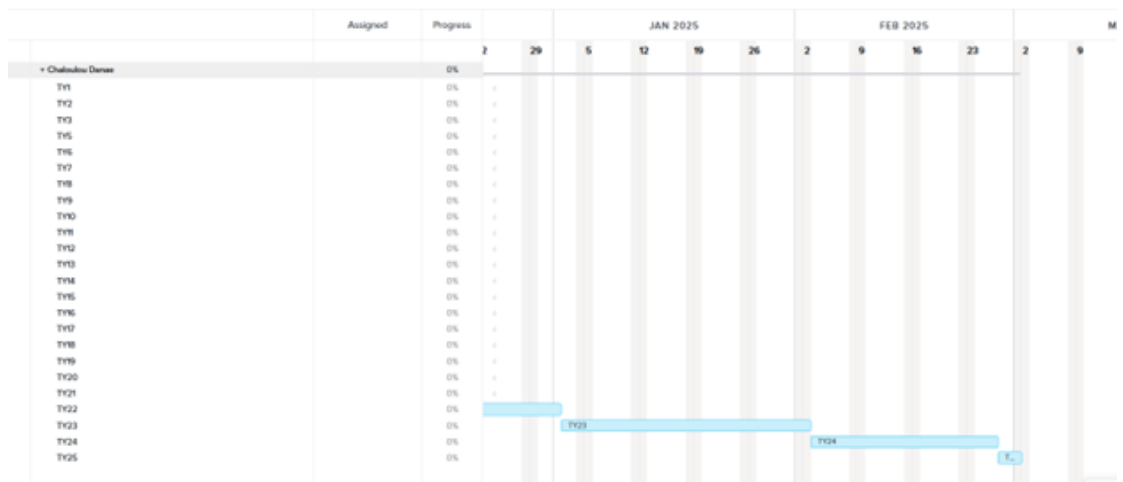 Assigned Progress JAN 2025 FEB 2025 M
2 29 5 12 19 26 2 9 16 23 2 9
0%
TY1 0%
TY2 0%
TY3 0%
TY5 0%
TY6 0%
TY7 0%
TY8 0%
TY9 0%
TY10 0%
TY11 0%
TY12 0%
TY13 0%
TY14 0%
TY15 0%
TY16 0%
TY17 0%
TY18 0%
TY19 0%
TY20 0%
TY21 0%
TY22 0%
TY23 0% TY23
TY24 0% TY24
TY25 0% T...